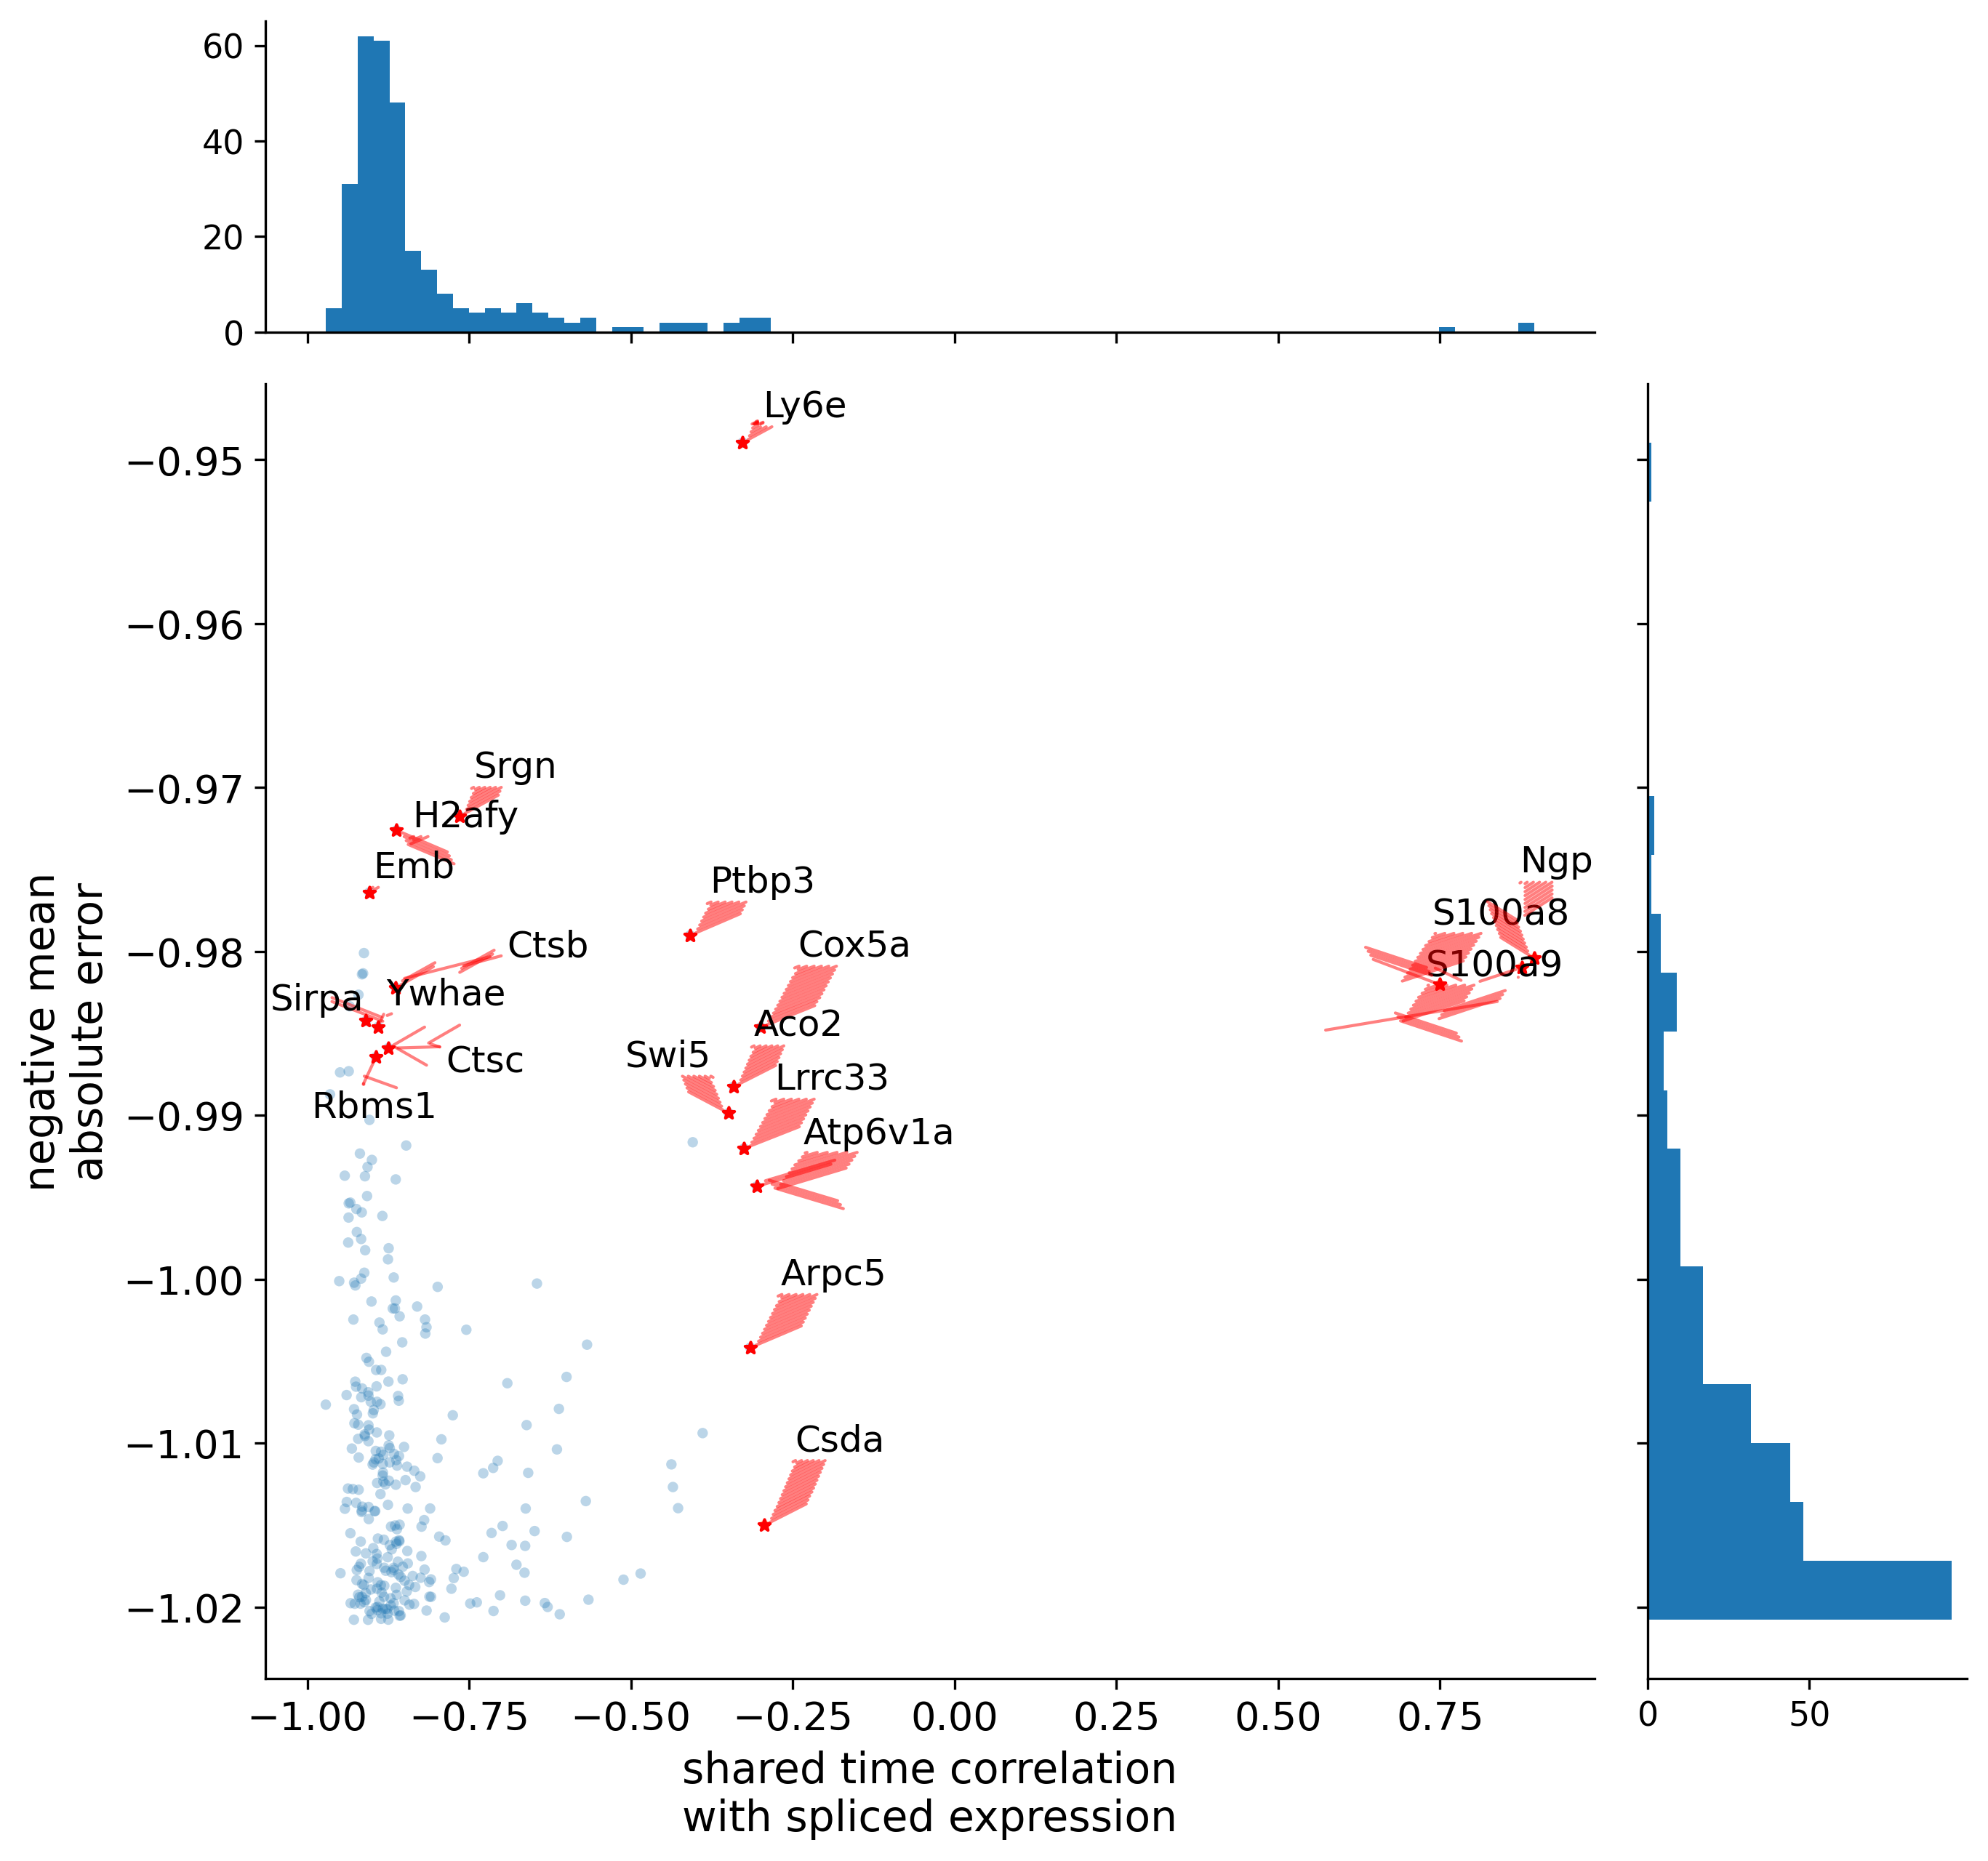 60
40
20
0
Ly6e
−0.95
−0.96
Srgn
−0.97
H2afy
Emb
Ptbp3
Ngp
S100a8
Ctsb
Cox5a
−0.98
S100a9
Sirpa
Ywhae
Aco2
Ctsc
Swi5
Lrrc33
Rbms1
−0.99
Atp6v1a
−1.00
Arpc5
−1.01
Csda
−1.02
negative mean
absolute error
−1.00
−0.75
−0.50
−0.25
0.00
0.25
0.50
0.75
0
50
shared time correlation
with spliced expression